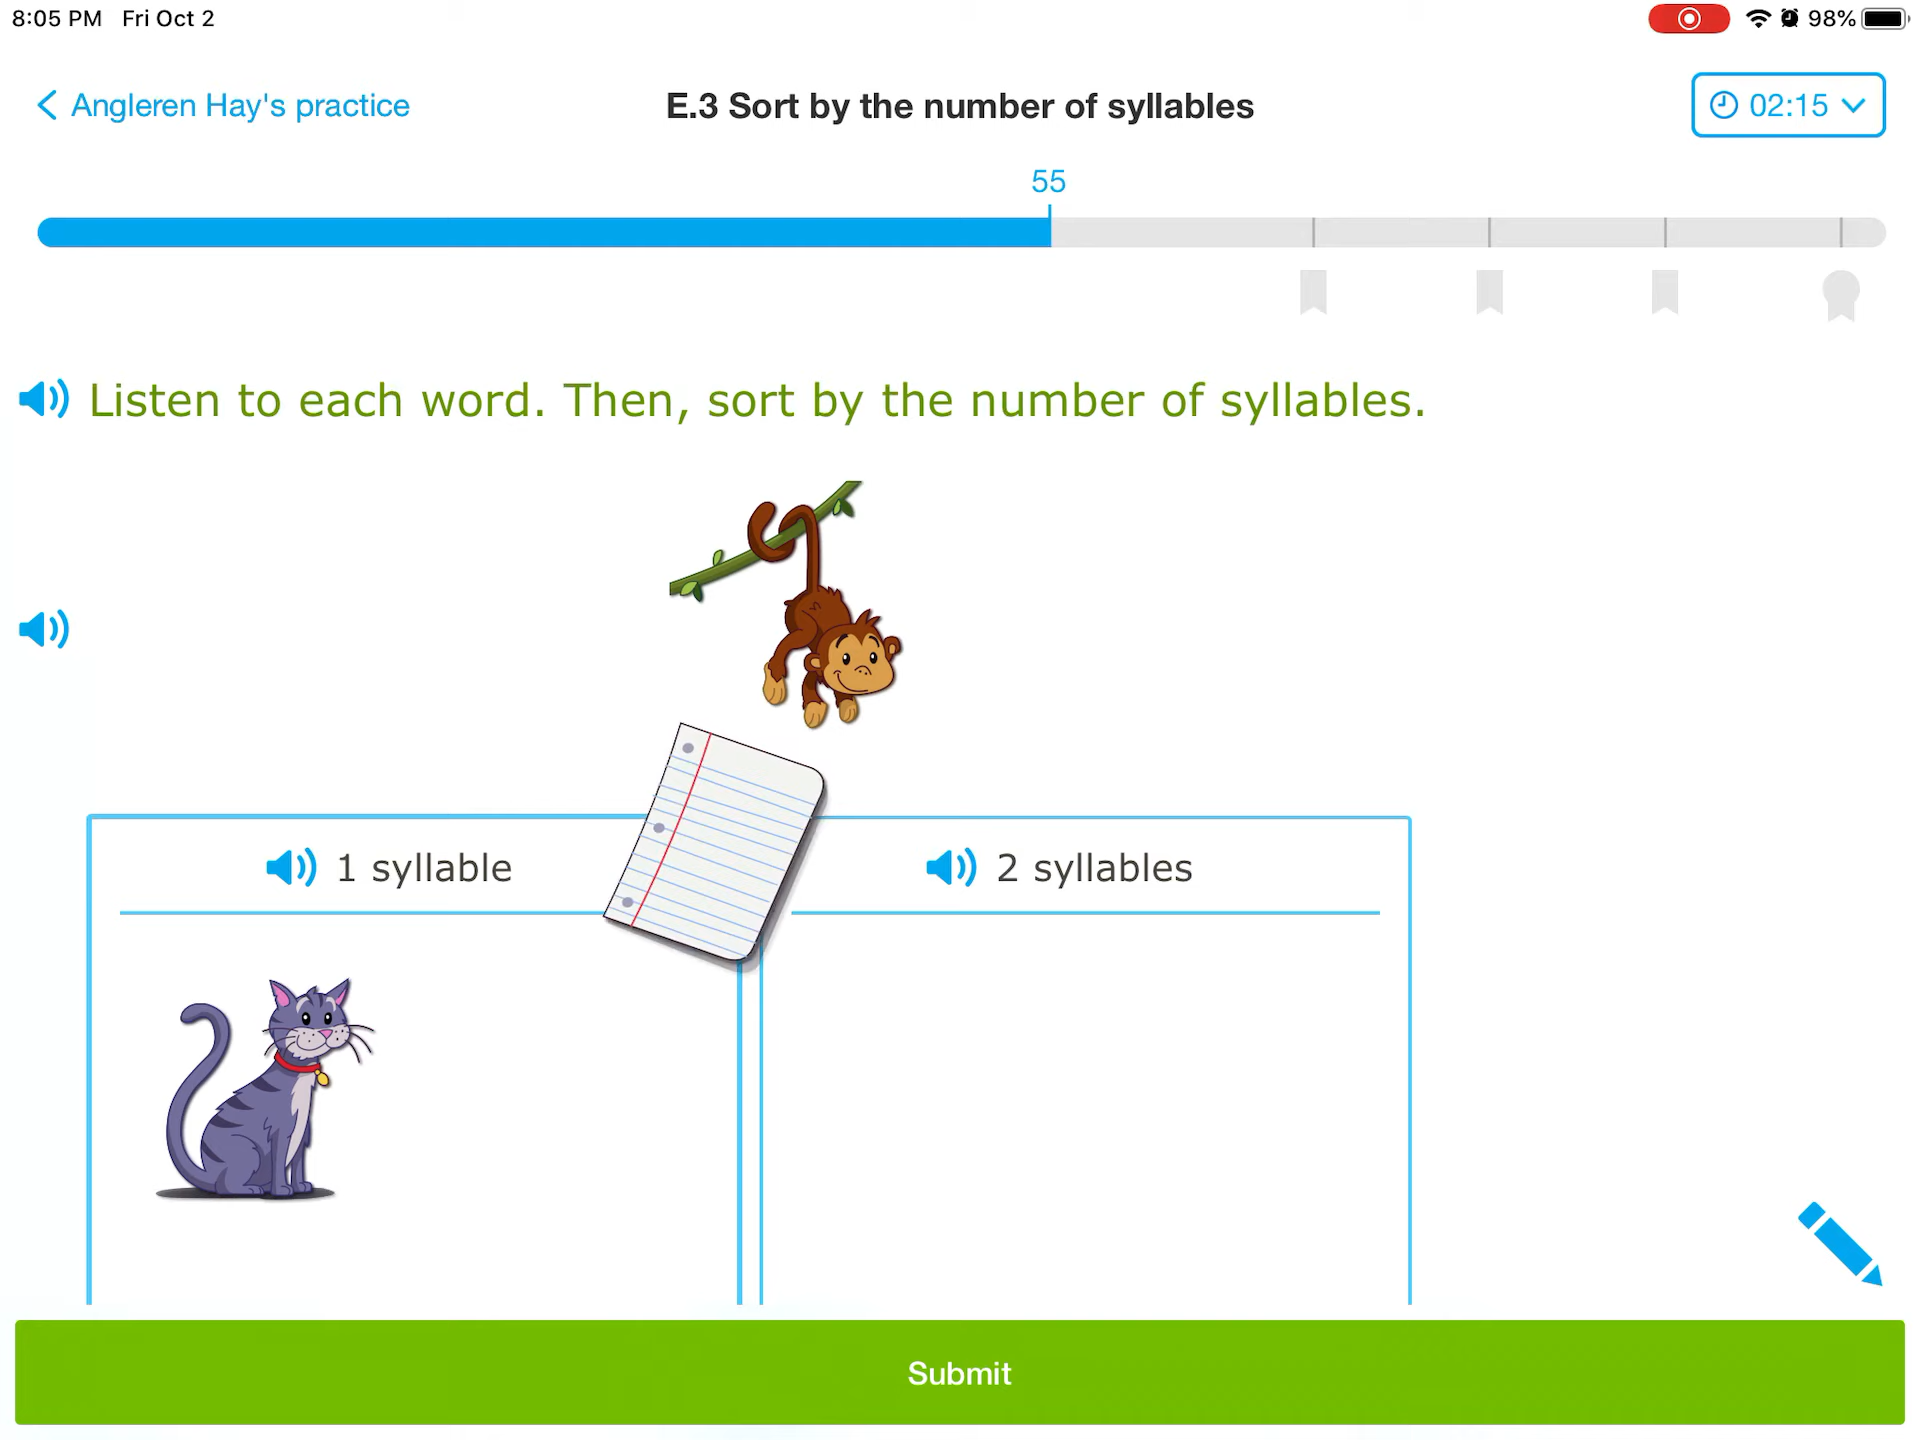 8:05 PM Fri Oct 2
98%
Angleren Hay's practice
E.3 Sort by the number of syllables
02:15
55
Listen to each word. Then, sort by the number of syllables.
1 syllable
2 syllables
Submit